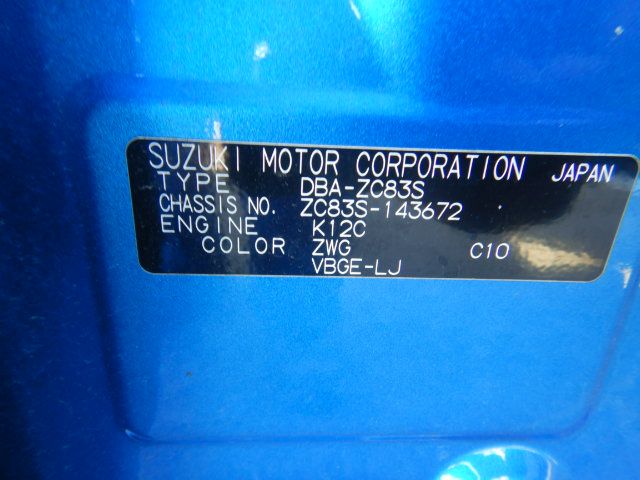 SUZUKI MOTOR CORPORATION JAPAN
TYPE DBA-ZC83S
CHASSIS NO. ZC83S-143672
ENGINE K12C
COLOR ZWG C10
VBGE-LJ